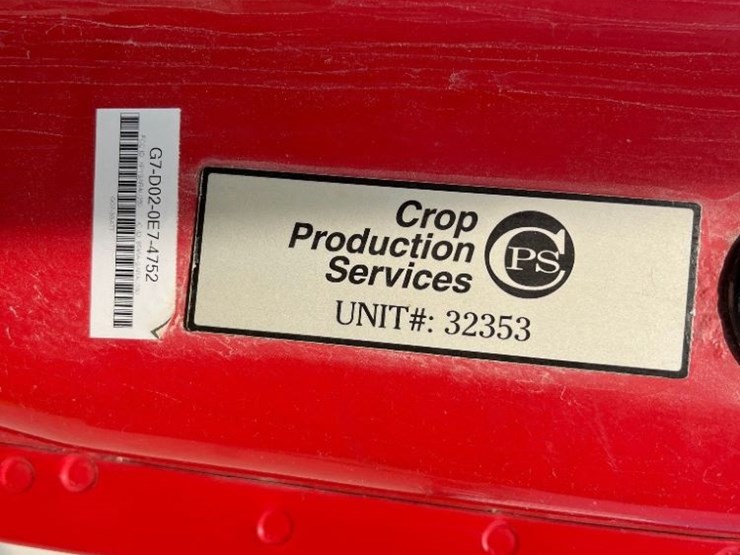 G7-D02-0E7-4752
Crop
Production
Services
CPS
UNIT#: 32353